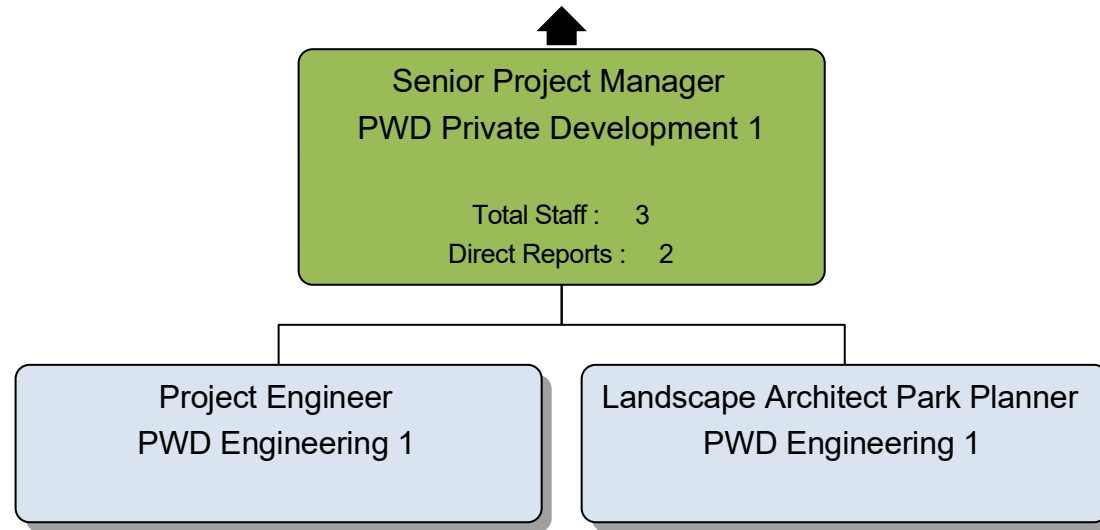 Senior Project Manager
PWD Private Development 1
Total Staff : 3
Direct Reports : 2
Project Engineer
PWD Engineering 1
Landscape Architect Park Planner
PWD Engineering 1